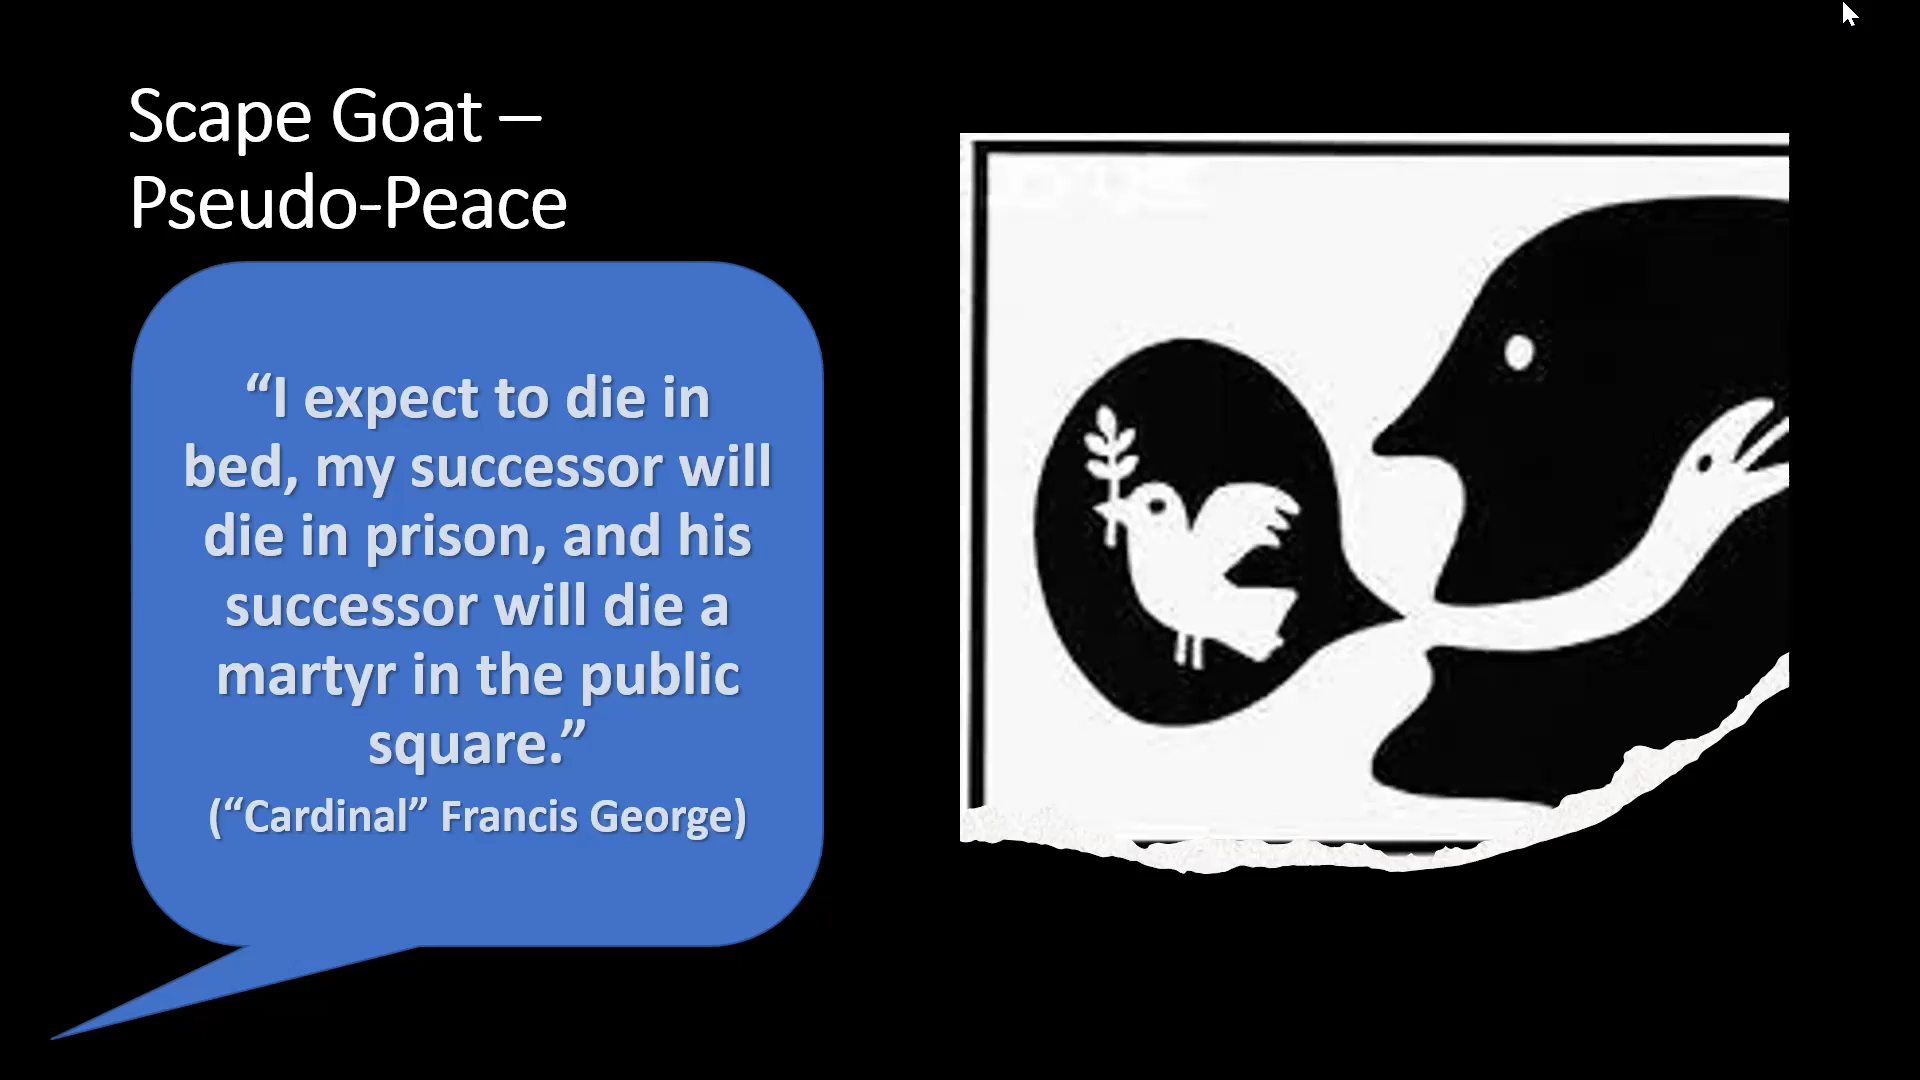 Scape Goat –
Pseudo-Peace
“I expect to die in
bed, my successor will
die in prison, and his
successor will die a
martyr in the public
square.”
(“Cardinal” Francis George)